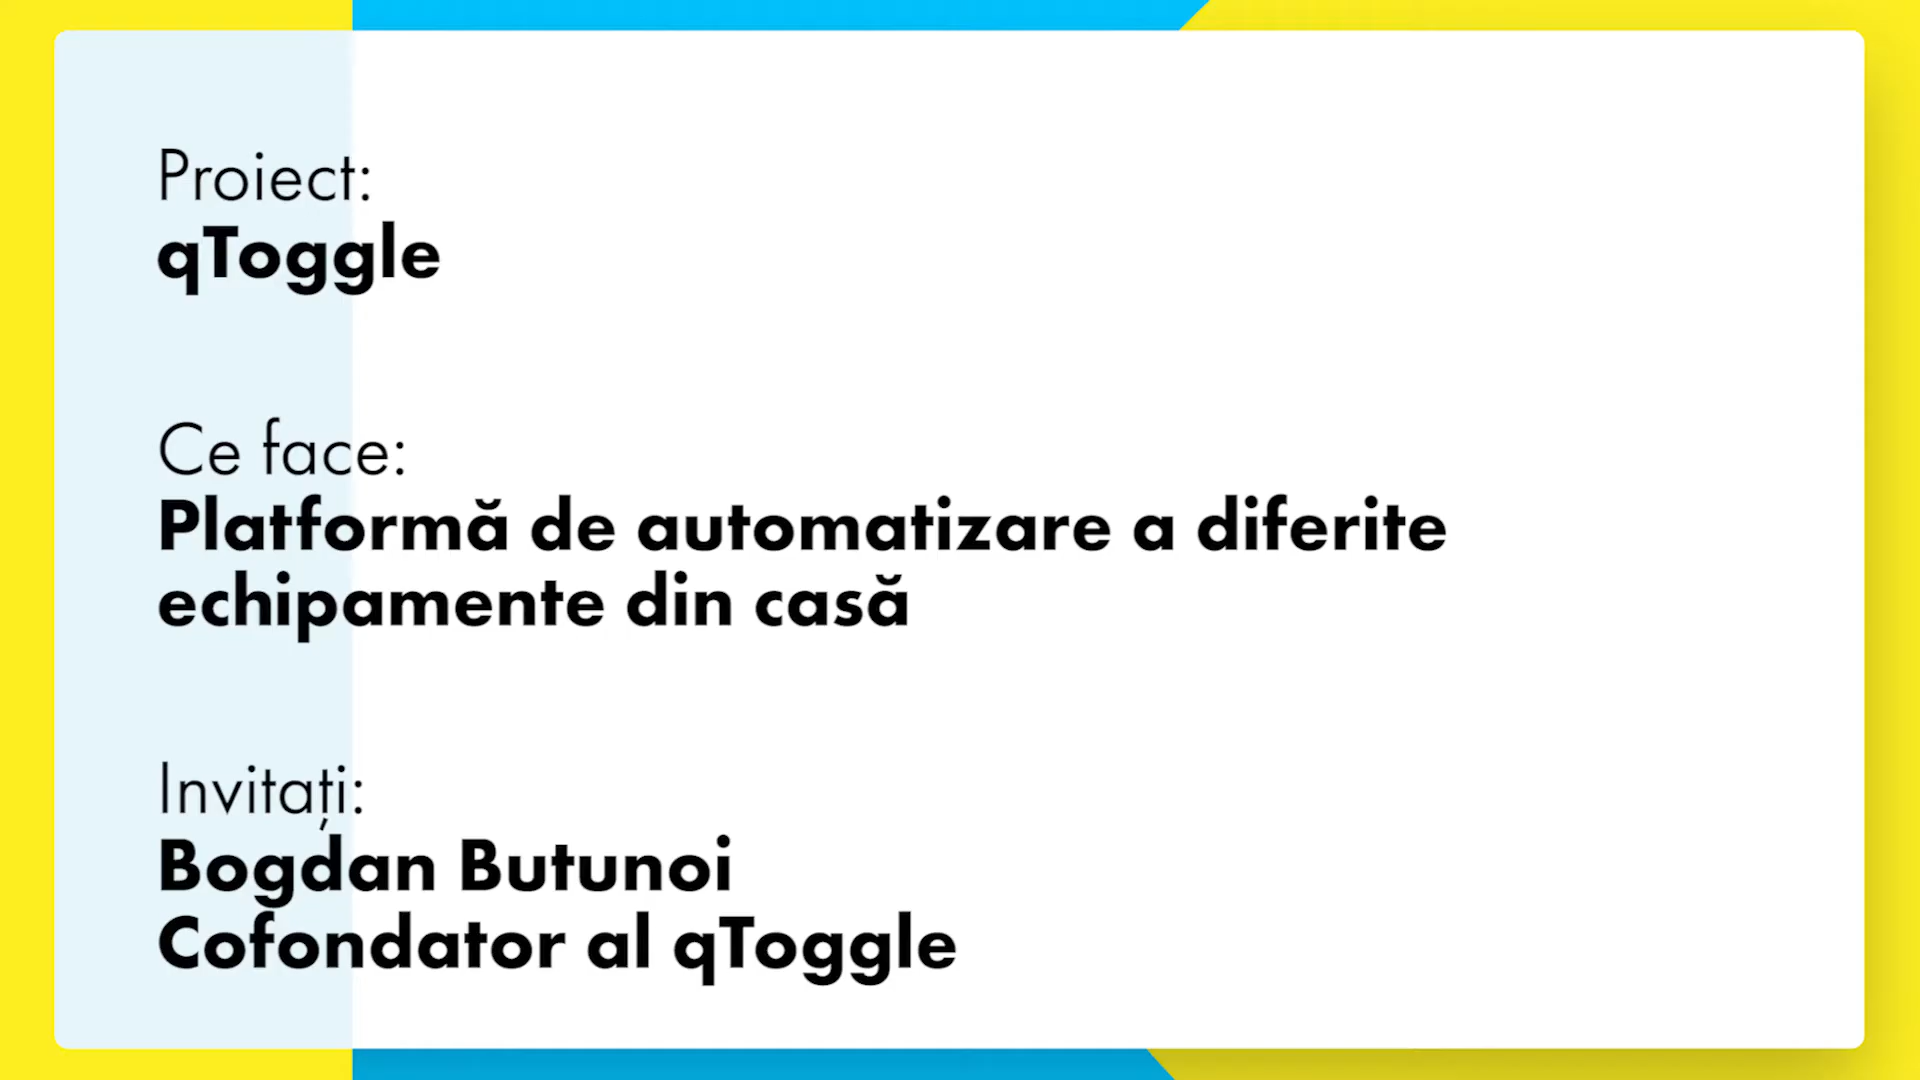 Proiect:
qToggle
Ce face:
Platformă de automatizare a diferite
echipamente din casă
Invitați:
Bogdan Butunoi
Cofondator al qToggle